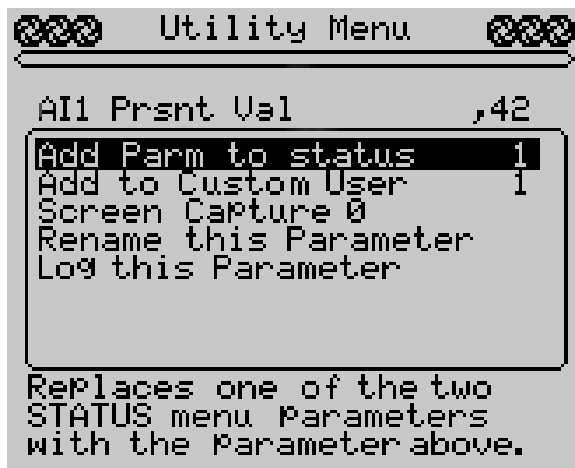 Utility Menu
AI1 Prsnt Val ,42
Add Parm to status 1
Add to Custom User 1
Screen Capture 0
Rename this Parameter
Log this Parameter
Replaces one of the two
STATUS menu parameters
with the parameter above.